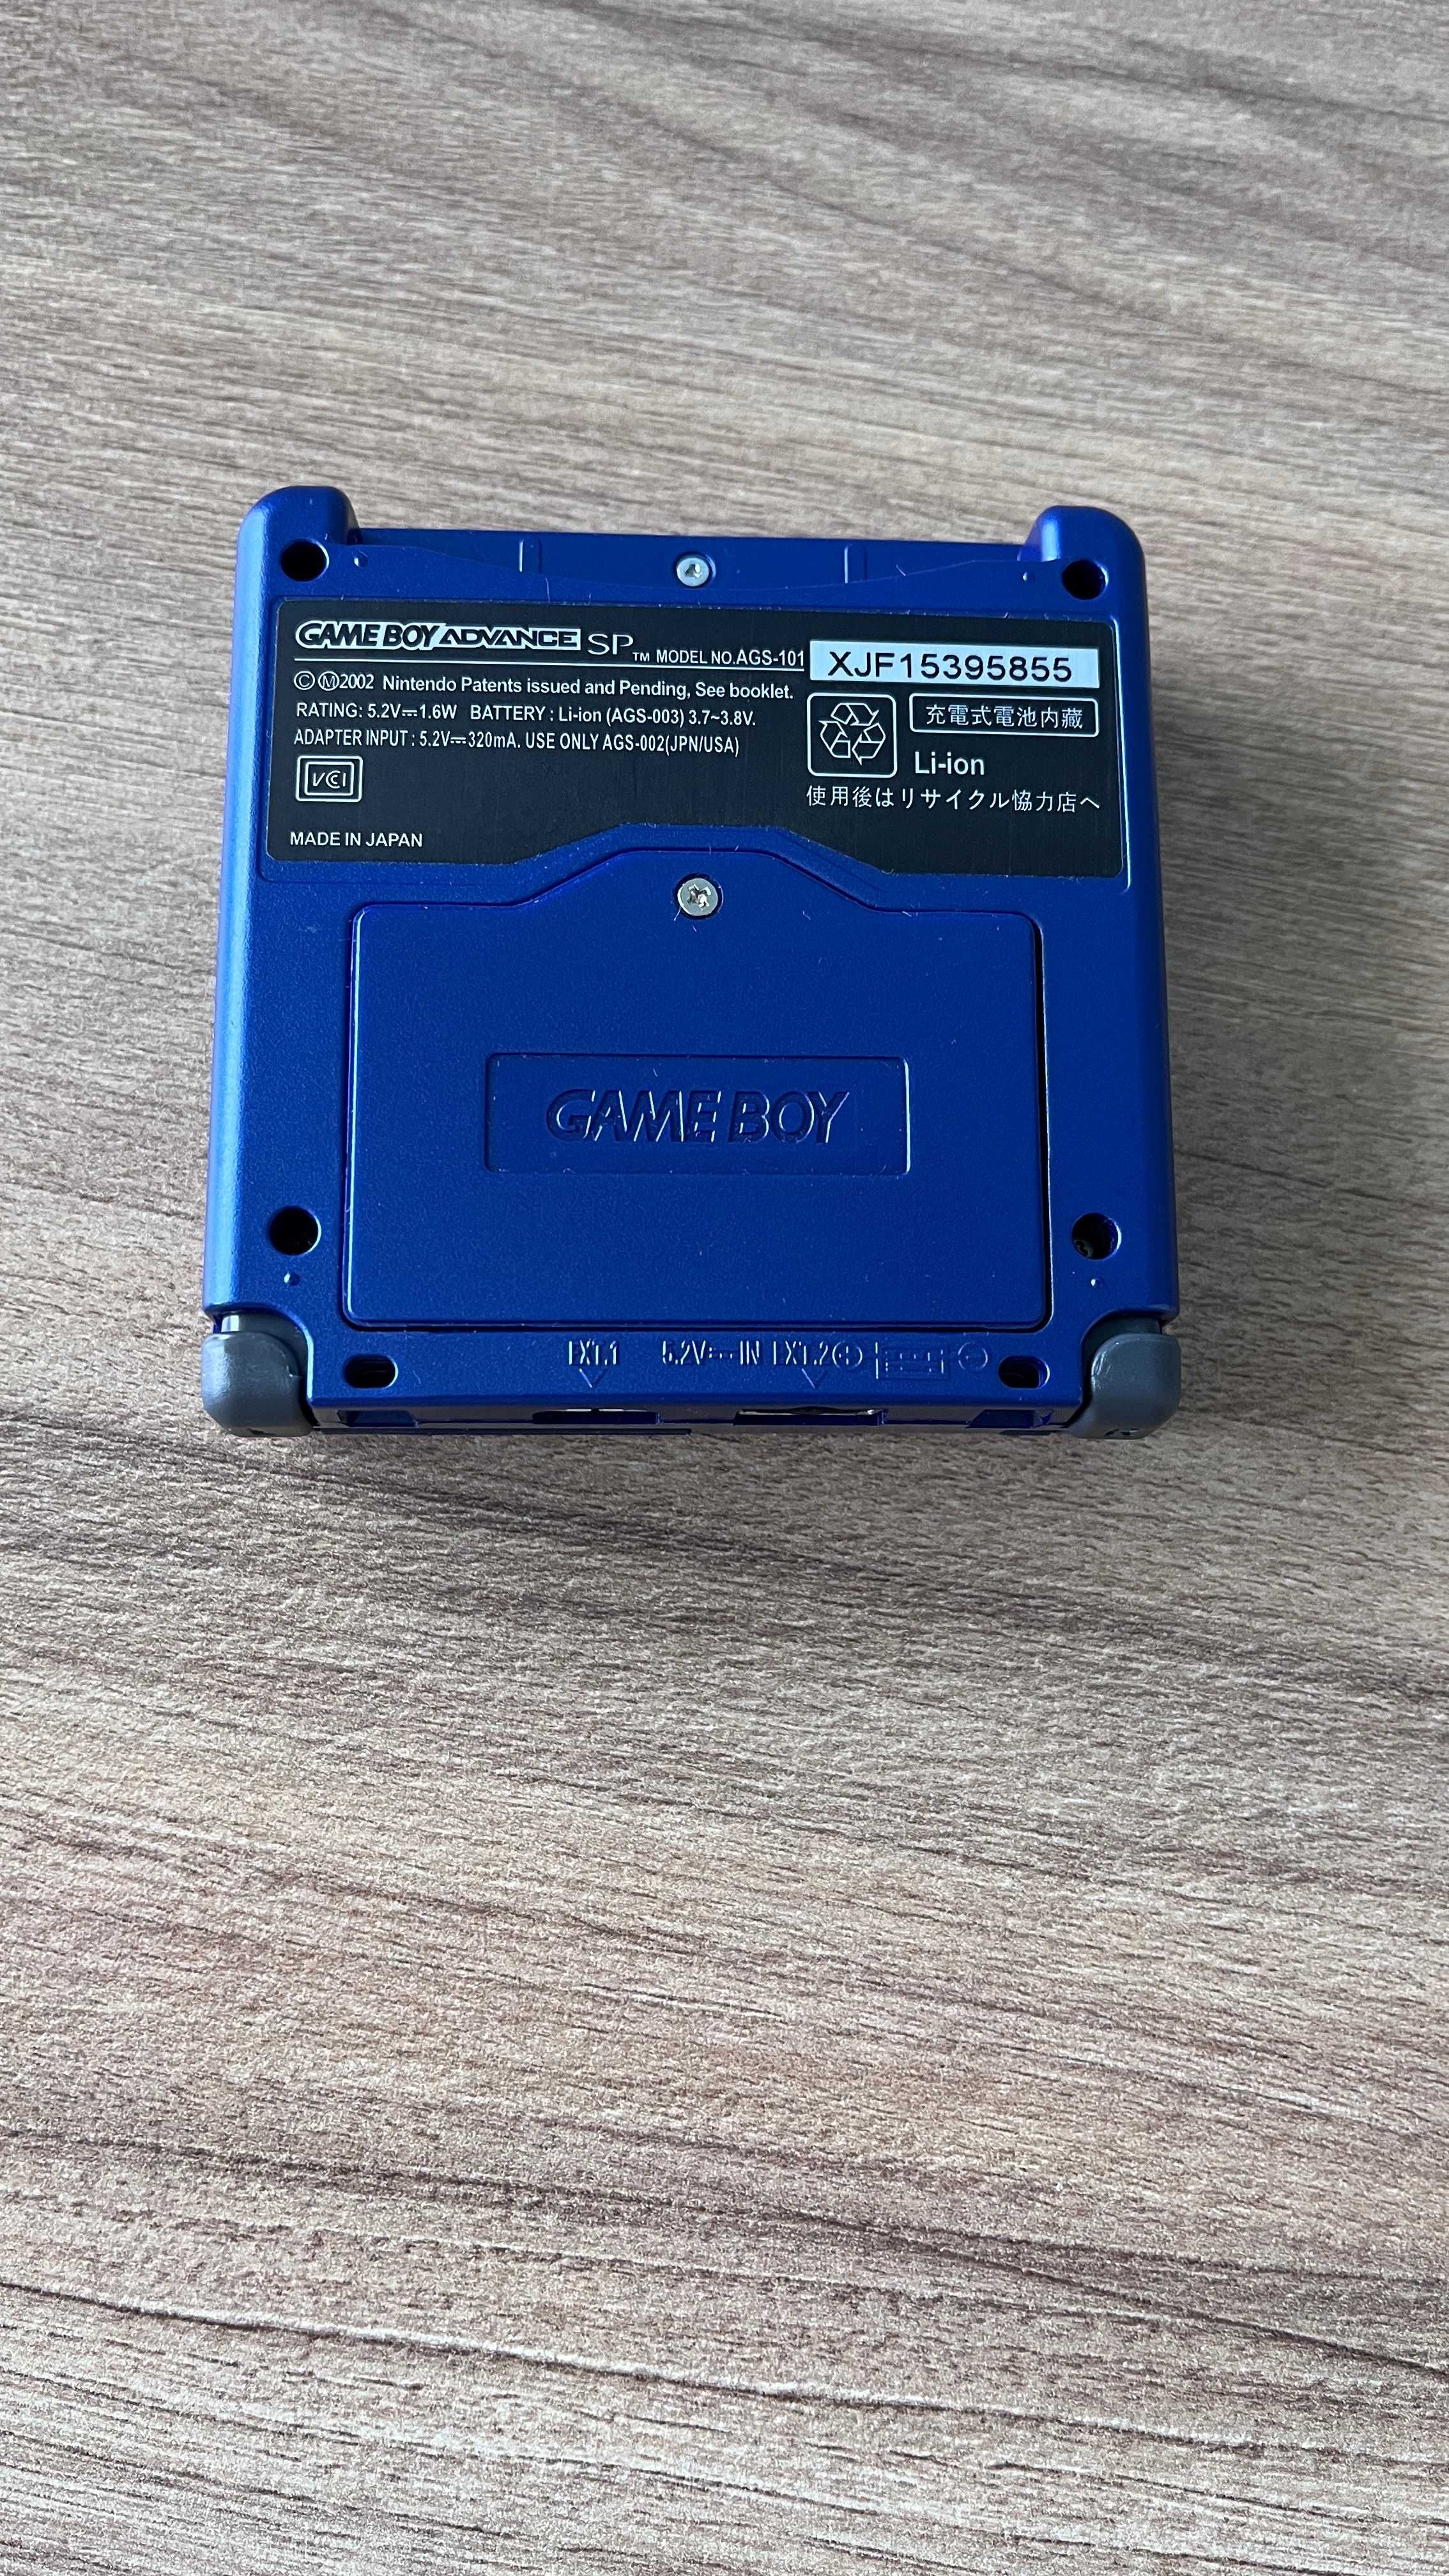 GAME BOY ADVANCE SP™ MODEL NO.AGS-101
XJF15395855
©Ⓜ2002 Nintendo Patents issued and Pending, See booklet.
RATING: 5.2V⎓1.6W BATTERY : Li-ion (AGS-003) 3.7~3.8V.
ADAPTER INPUT : 5.2V⎓320mA. USE ONLY AGS-002(JPN/USA)
VCI
MADE IN JAPAN
充電式電池内蔵
Li-ion
使用後はリサイクル協力店へ
GAME BOY
EXT.1 5.2V⎓IN EXT.2